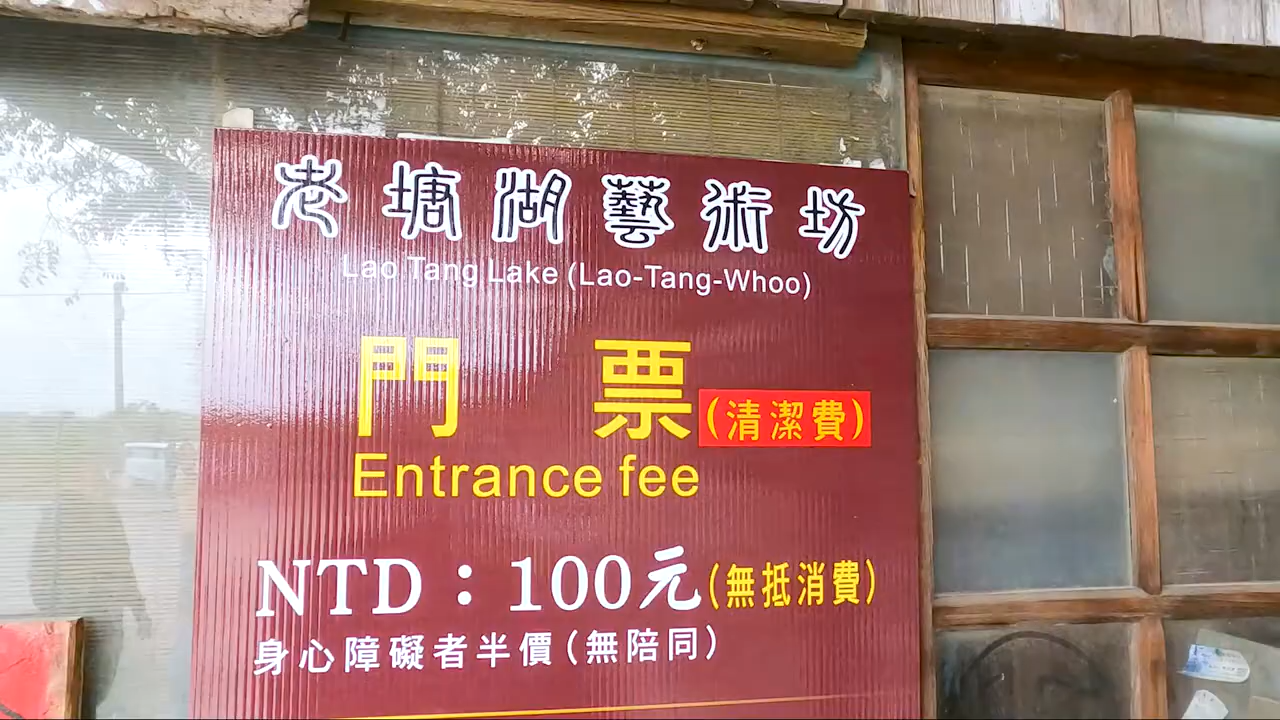 老塘湖藝術坊
Lao Tang Lake (Lao-Tang-Whoo)
門票(清潔費)
Entrance fee
NTD：100元(無抵消費)
身心障礙者半價(無陪同)